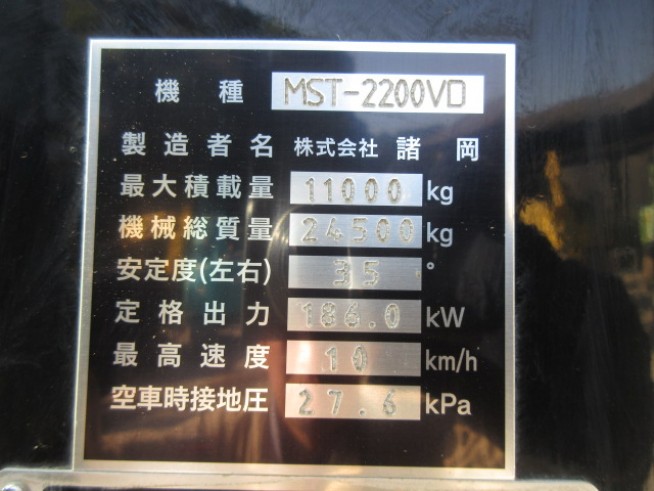 機種 MST-2200VD
製造者名 株式会社 諸岡
最大積載量 11000 kg
機械総質量 24500 kg
安定度(左右) 35 °
定格出力 186.0 kW
最高速度 10 km/h
空車時接地圧 27.6 kPa